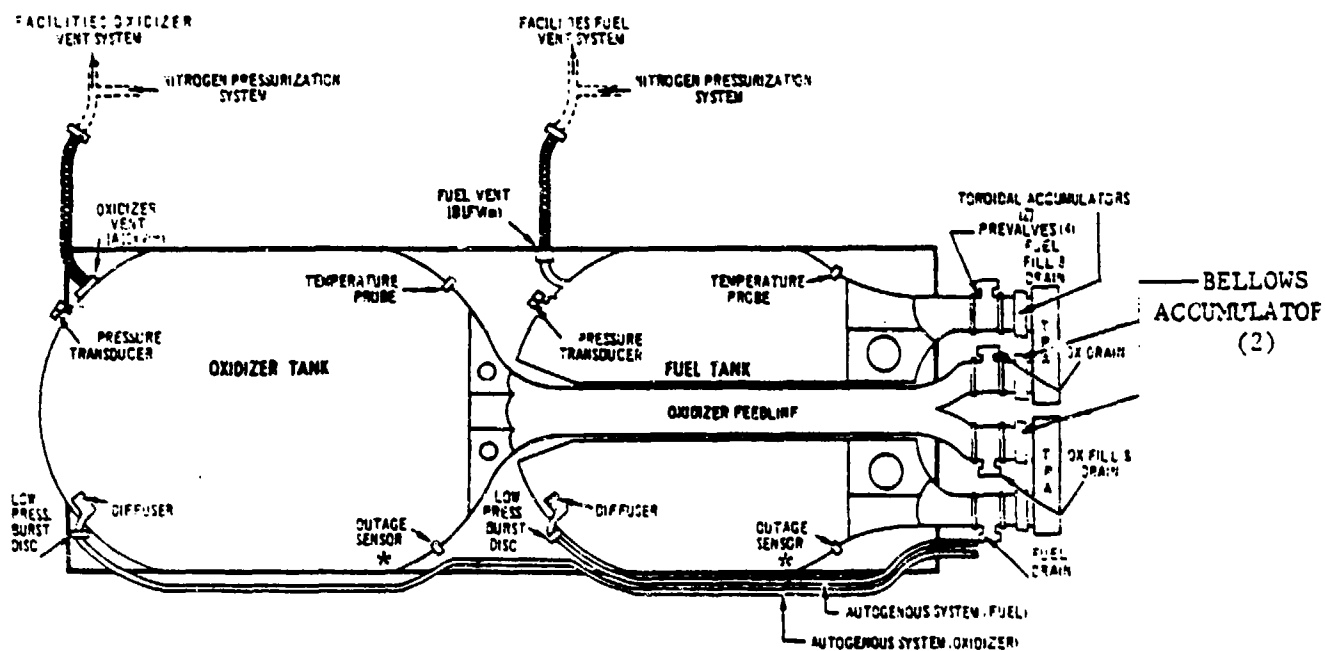 FACILITIES OXIDIZER
VENT SYSTEM
NITROGEN PRESSURIZATION
SYSTEM
FACILITIES FUEL
VENT SYSTEM
NITROGEN PRESSURIZATION
SYSTEM
OXIDIZER
VENT
FUEL VENT
TOROIDAL ACCUMULATORS
(2)
PREVALVES (4)
FUEL
FILL &
DRAIN
BELLOWS
ACCUMULATOR
(2)
TEMPERATURE
PROBE
TEMPERATURE
PROBE
PRESSURE
TRANSDUCER
PRESSURE
TRANSDUCER
OXIDIZER TANK
FUEL TANK
T
P
A
OX DRAIN
OXIDIZER FEEDLINE
T
P
A
OX FILL &
DRAIN
LOW
PRESS.
BURST
DISC
DIFFUSER
OUTAGE
SENSOR
*
LOW
PRESS.
BURST
DISC
DIFFUSER
OUTAGE
SENSOR
*
FUEL
DRAIN
AUTOGENOUS SYSTEM (FUEL)
AUTOGENOUS SYSTEM (OXIDIZER)